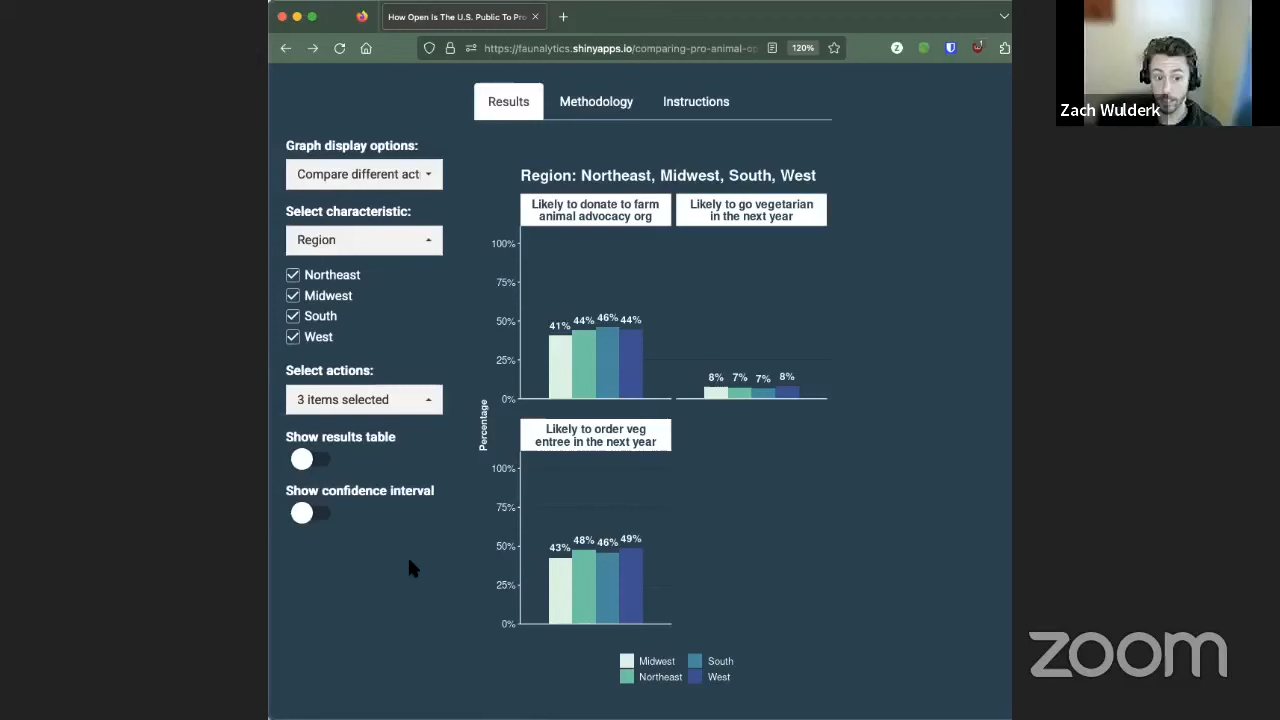 How Open Is The U.S. Public To Pro
https://faunalytics.shinyapps.io/comparing-pro-animal-op
120%
Zach Wulderk
Results
Methodology
Instructions
Graph display options:
Compare different act
Select characteristic:
Region
Northeast
Midwest
South
West
Select actions:
3 items selected
Show results table
Show confidence interval
Region: Northeast, Midwest, South, West
Likely to donate to farm
animal advocacy org
Likely to go vegetarian
in the next year
100%
75%
50%
25%
0%
41% 44% 46% 44%
8% 7% 7% 8%
Percentage
Likely to order veg
entree in the next year
100%
75%
50%
25%
0%
43% 48% 46% 49%
Midwest
South
Northeast
West
zoom